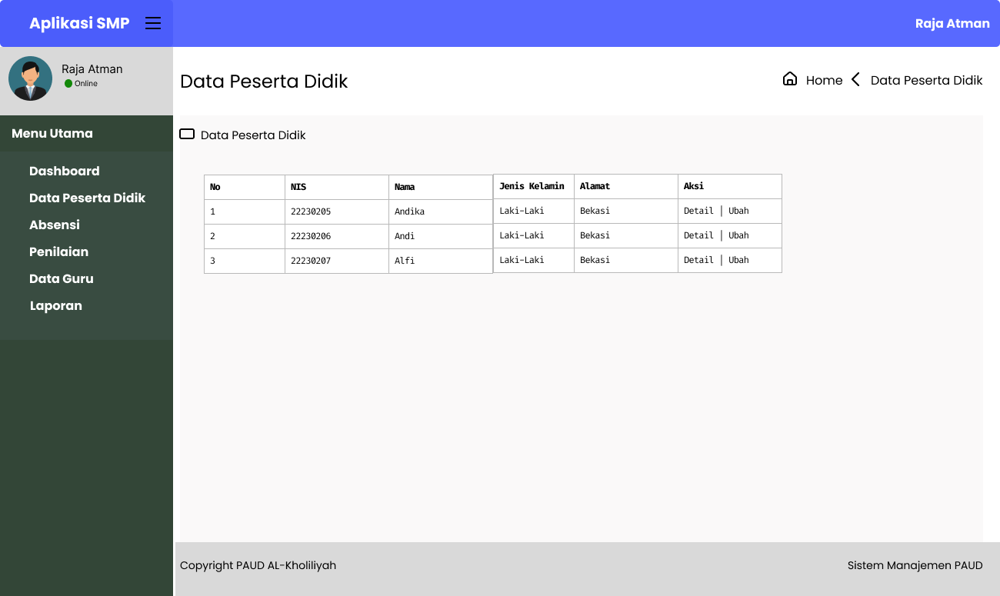 Aplikasi SMP
Raja Atman
Raja Atman
Online
Menu Utama
Dashboard
Data Peserta Didik
Absensi
Penilaian
Data Guru
Laporan
Data Peserta Didik
Home Data Peserta Didik
Data Peserta Didik
No NIS Nama Jenis Kelamin Alamat Aksi
1 22230205 Andika Laki-Laki Bekasi Detail | Ubah
2 22230206 Andi Laki-Laki Bekasi Detail | Ubah
3 22230207 Alfi Laki-Laki Bekasi Detail | Ubah
Copyright PAUD AL-Kholiliyah
Sistem Manajemen PAUD